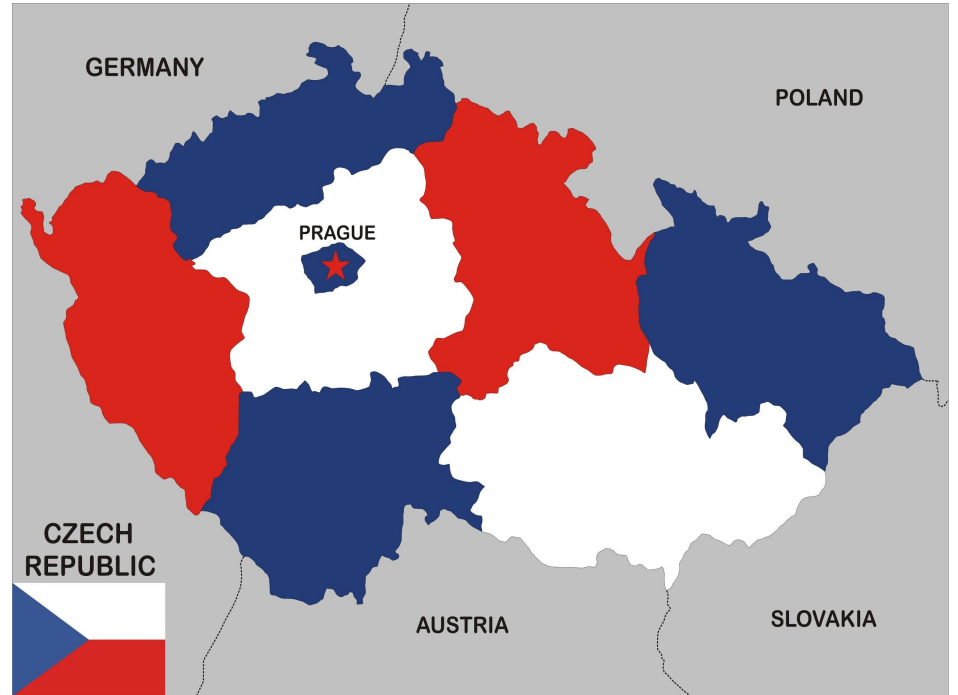 GERMANY
POLAND
PRAGUE
CZECH
REPUBLIC
AUSTRIA
SLOVAKIA